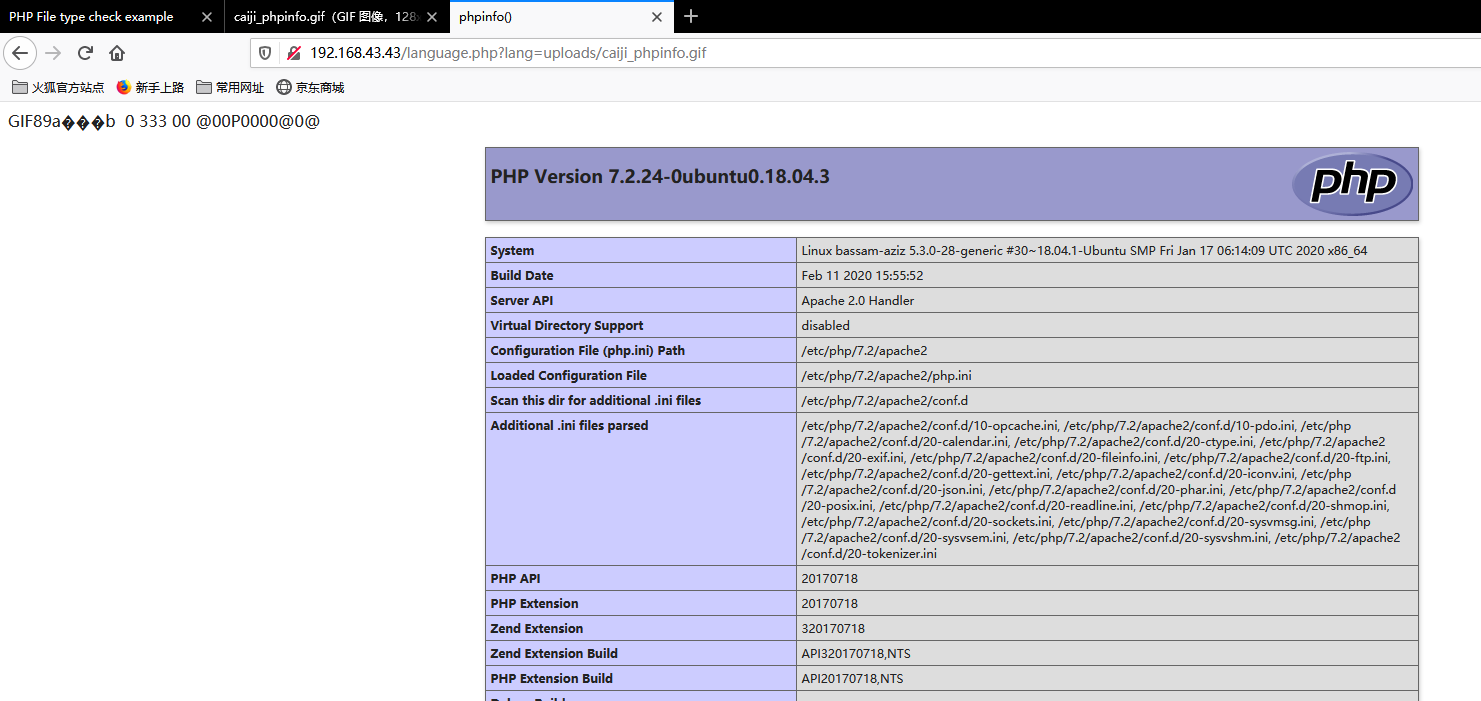 PHP File type check example
caiji_phpinfo.gif（GIF 图像，128
phpinfo()
192.168.43.43/language.php?lang=uploads/caiji_phpinfo.gif
火狐官方站点 新手上路 常用网址 京东商城
GIF89a���b 0 333 00 @00P0000@0@
PHP Version 7.2.24-0ubuntu0.18.04.3
php
System Linux bassam-aziz 5.3.0-28-generic #30~18.04.1-Ubuntu SMP Fri Jan 17 06:14:09 UTC 2020 x86_64
Build Date Feb 11 2020 15:55:52
Server API Apache 2.0 Handler
Virtual Directory Support disabled
Configuration File (php.ini) Path /etc/php/7.2/apache2
Loaded Configuration File /etc/php/7.2/apache2/php.ini
Scan this dir for additional .ini files /etc/php/7.2/apache2/conf.d
Additional .ini files parsed /etc/php/7.2/apache2/conf.d/10-opcache.ini, /etc/php/7.2/apache2/conf.d/10-pdo.ini, /etc/php
/7.2/apache2/conf.d/20-calendar.ini, /etc/php/7.2/apache2/conf.d/20-ctype.ini, /etc/php/7.2/apache2
/conf.d/20-exif.ini, /etc/php/7.2/apache2/conf.d/20-fileinfo.ini, /etc/php/7.2/apache2/conf.d/20-ftp.ini,
/etc/php/7.2/apache2/conf.d/20-gettext.ini, /etc/php/7.2/apache2/conf.d/20-iconv.ini, /etc/php
/7.2/apache2/conf.d/20-json.ini, /etc/php/7.2/apache2/conf.d/20-phar.ini, /etc/php/7.2/apache2/conf.d
/20-posix.ini, /etc/php/7.2/apache2/conf.d/20-readline.ini, /etc/php/7.2/apache2/conf.d/20-shmop.ini,
/etc/php/7.2/apache2/conf.d/20-sockets.ini, /etc/php/7.2/apache2/conf.d/20-sysvmsg.ini, /etc/php
/7.2/apache2/conf.d/20-sysvsem.ini, /etc/php/7.2/apache2/conf.d/20-sysvshm.ini, /etc/php/7.2/apache2
/conf.d/20-tokenizer.ini
PHP API 20170718
PHP Extension 20170718
Zend Extension 320170718
Zend Extension Build API320170718,NTS
PHP Extension Build API20170718,NTS